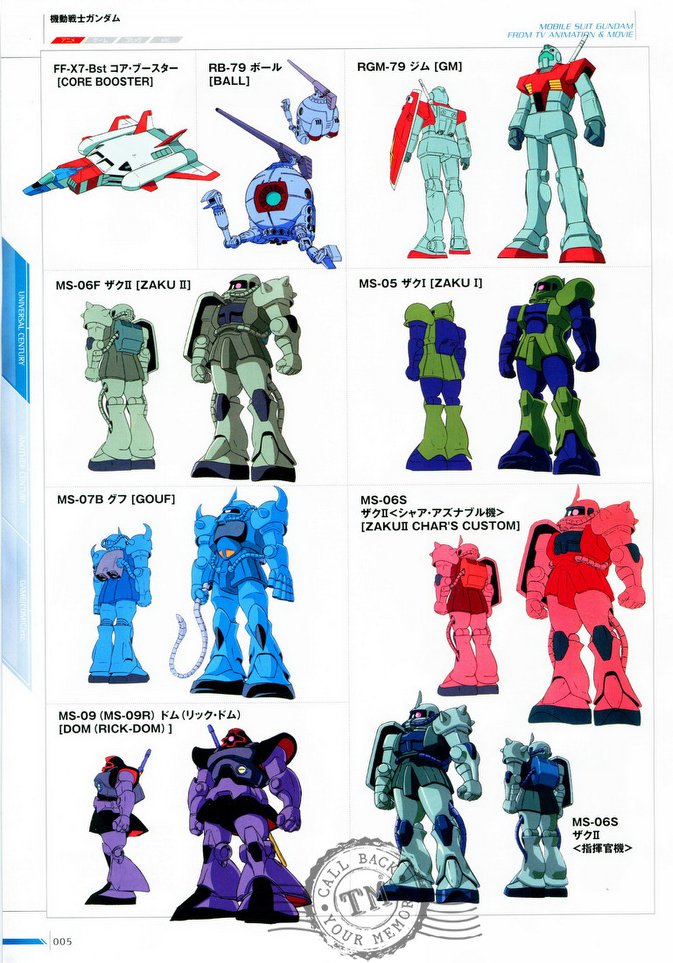 機動戦士ガンダム
アニメ
MOBILE SUIT GUNDAM
FROM TV ANIMATION & MOVIE
FF-X7-Bst コア・ブースター
[CORE BOOSTER]
RB-79 ボール
[BALL]
RGM-79 ジム [GM]
MS-06F ザクⅡ [ZAKU Ⅱ]
MS-05 ザクⅠ [ZAKU Ⅰ]
MS-07B グフ [GOUF]
MS-06S
ザクⅡ<シャア・アズナブル機>
[ZAKUⅡ CHAR'S CUSTOM]
MS-09 (MS-09R) ドム(リック・ドム)
[DOM (RICK-DOM) ]
MS-06S
ザクⅡ
<指揮官機>
UNIVERSAL CENTURY
ANOTHER CENTURY
CALL BACK
TM
YOUR MEMORY
005